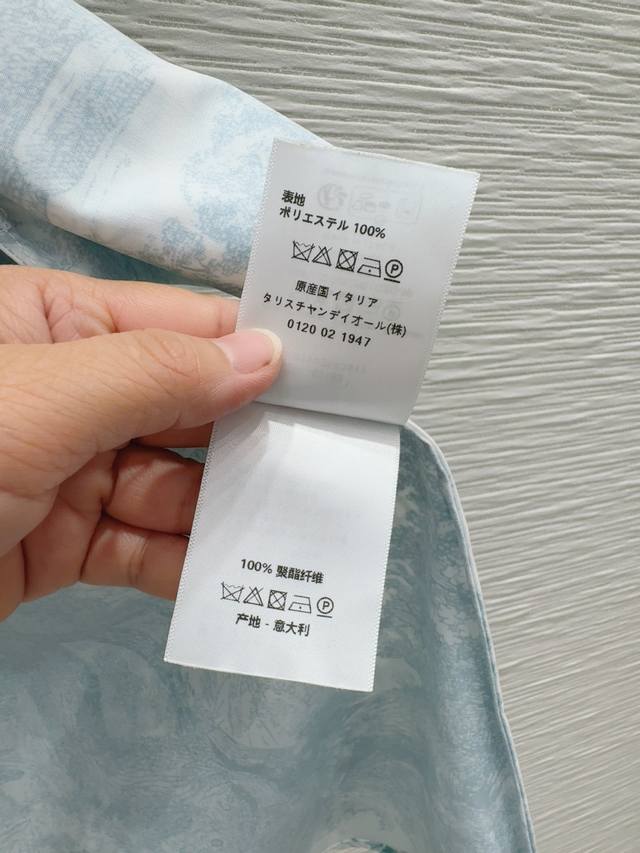 表地
ポリエステル 100%
P
原産国 イタリア
タリスチャンディオール(株)
0120 02 1947
100% 聚酯纤维
P
产地 - 意大利